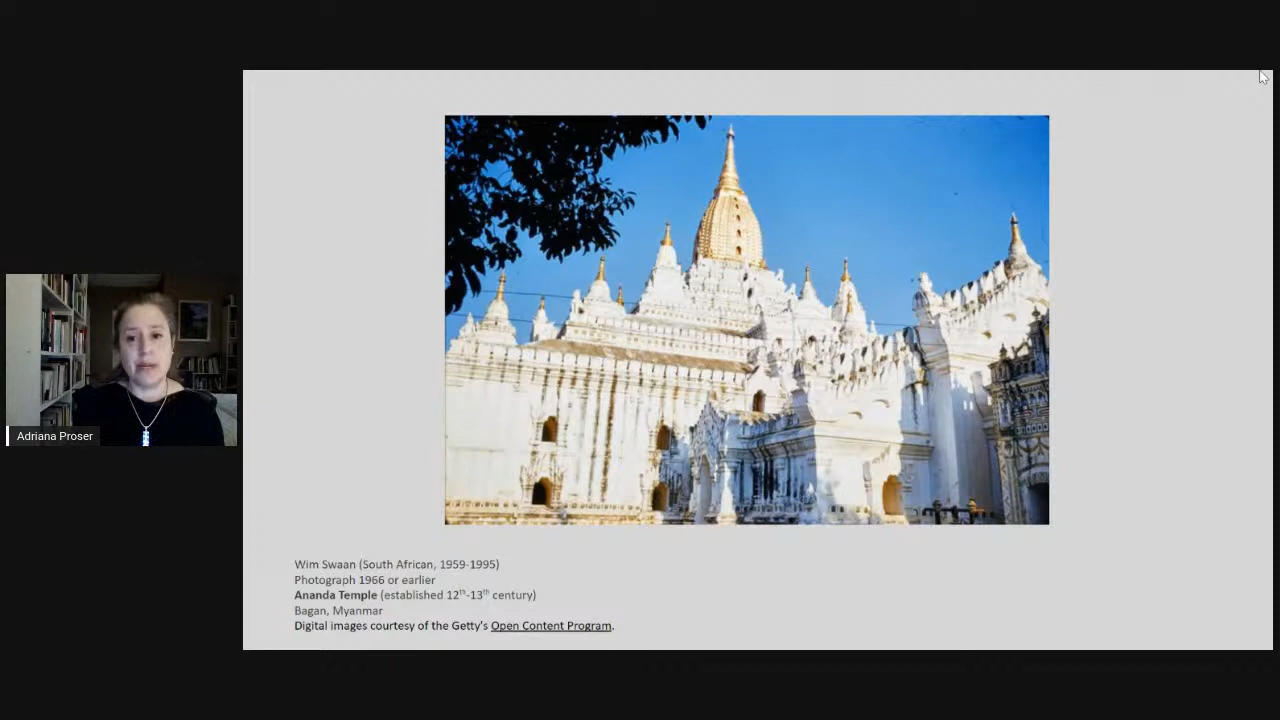 Adriana Proser
Wim Swaan (South African, 1959-1995)
Photograph 1966 or earlier
Ananda Temple (established 12th-13th century)
Bagan, Myanmar
Digital images courtesy of the Getty's Open Content Program.